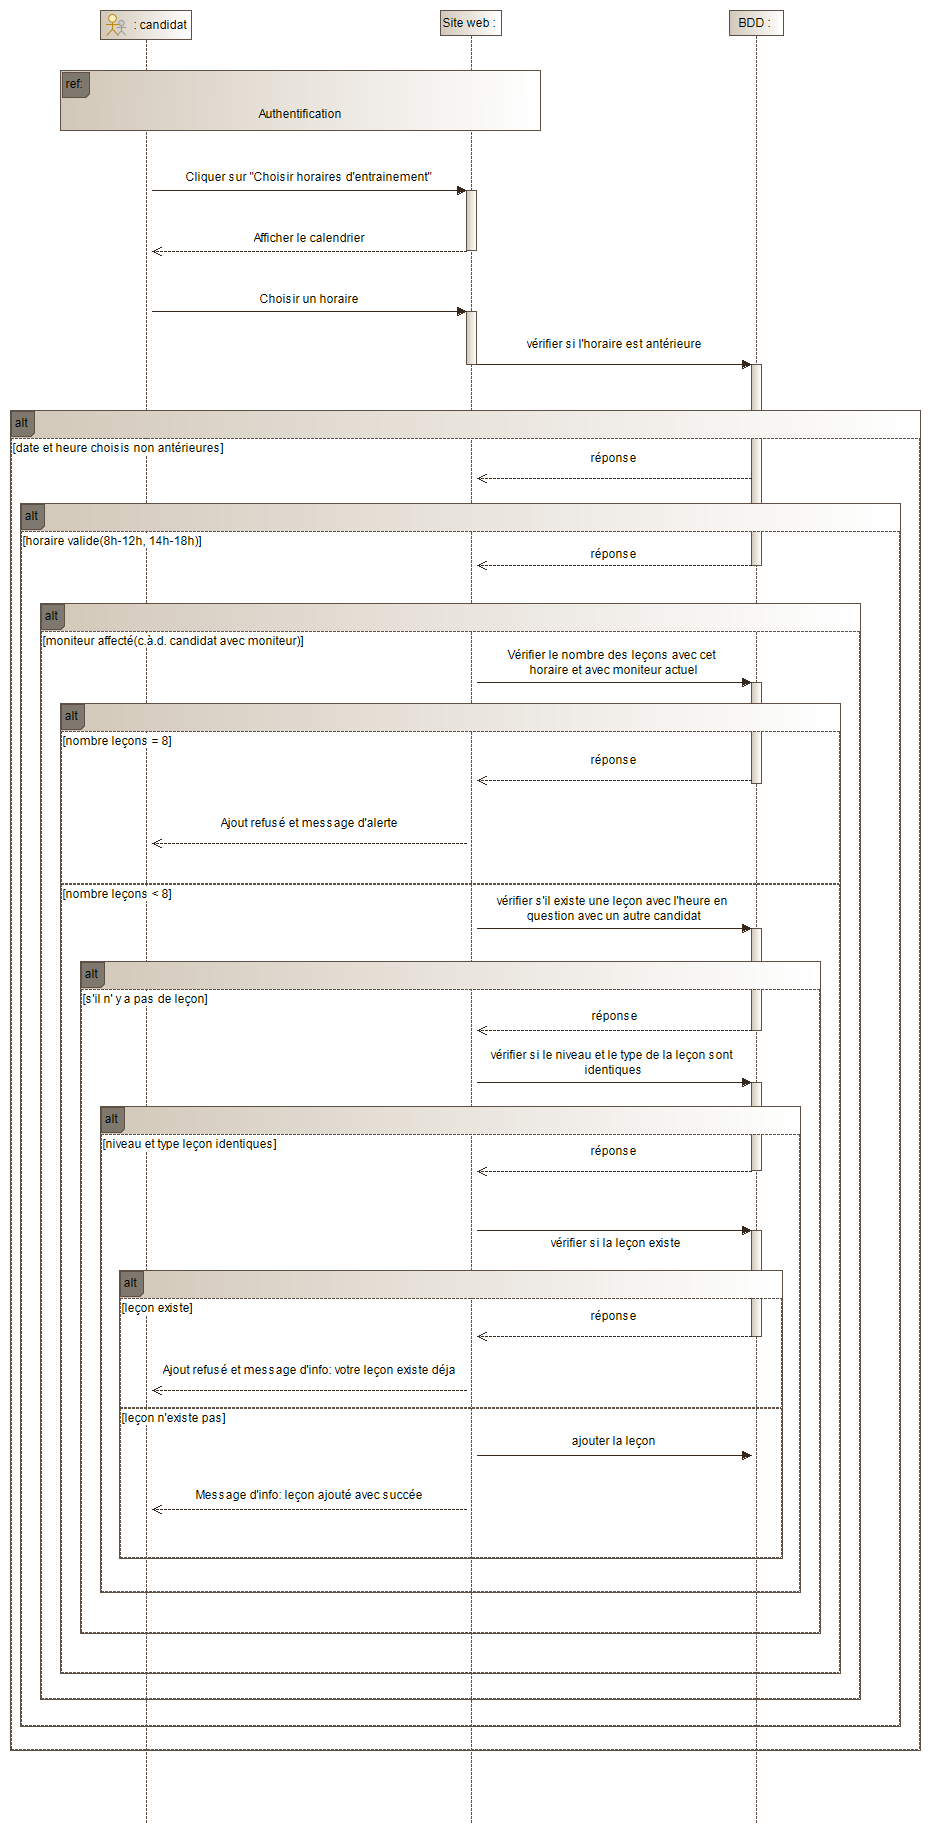 : candidat
Site web :
BDD :
ref:
Authentification
Cliquer sur "Choisir horaires d'entrainement"
Afficher le calendrier
Choisir un horaire
vérifier si l'horaire est antérieure
alt
[date et heure choisis non antérieures]
réponse
alt
[horaire valide(8h-12h, 14h-18h)]
réponse
alt
[moniteur affecté(c.à.d. candidat avec moniteur)]
Vérifier le nombre des leçons avec cet
horaire et avec moniteur actuel
alt
[nombre leçons = 8]
réponse
Ajout refusé et message d'alerte
[nombre leçons < 8]
vérifier s'il existe une leçon avec l'heure en
question avec un autre candidat
alt
[s'il n' y a pas de leçon]
réponse
vérifier si le niveau et le type de la leçon sont
identiques
alt
[niveau et type leçon identiques]
réponse
vérifier si la leçon existe
alt
[leçon existe]
réponse
Ajout refusé et message d'info: votre leçon existe déja
[leçon n'existe pas]
ajouter la leçon
Message d'info: leçon ajouté avec succée